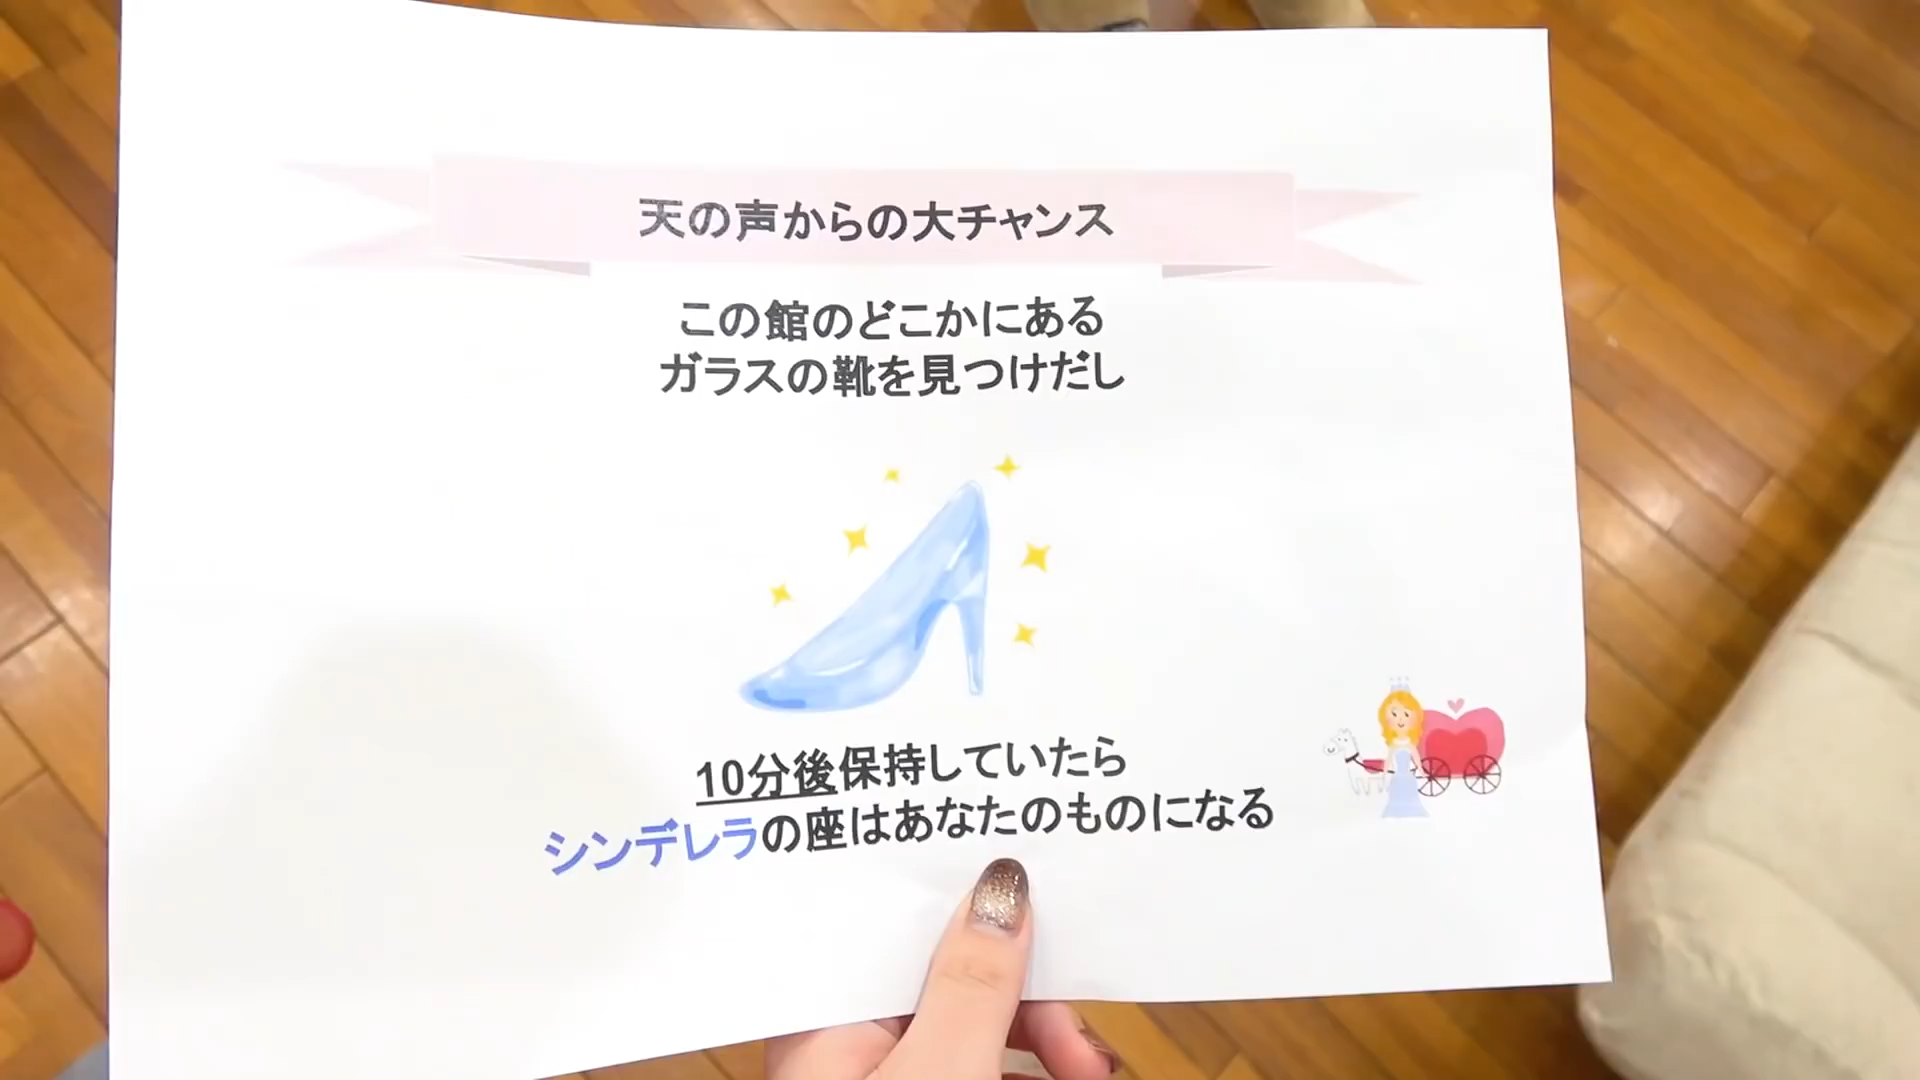 天の声からの大チャンス
この館のどこかにある
ガラスの靴を見つけだし
10分後保持していたら
シンデレラの座はあなたのものになる